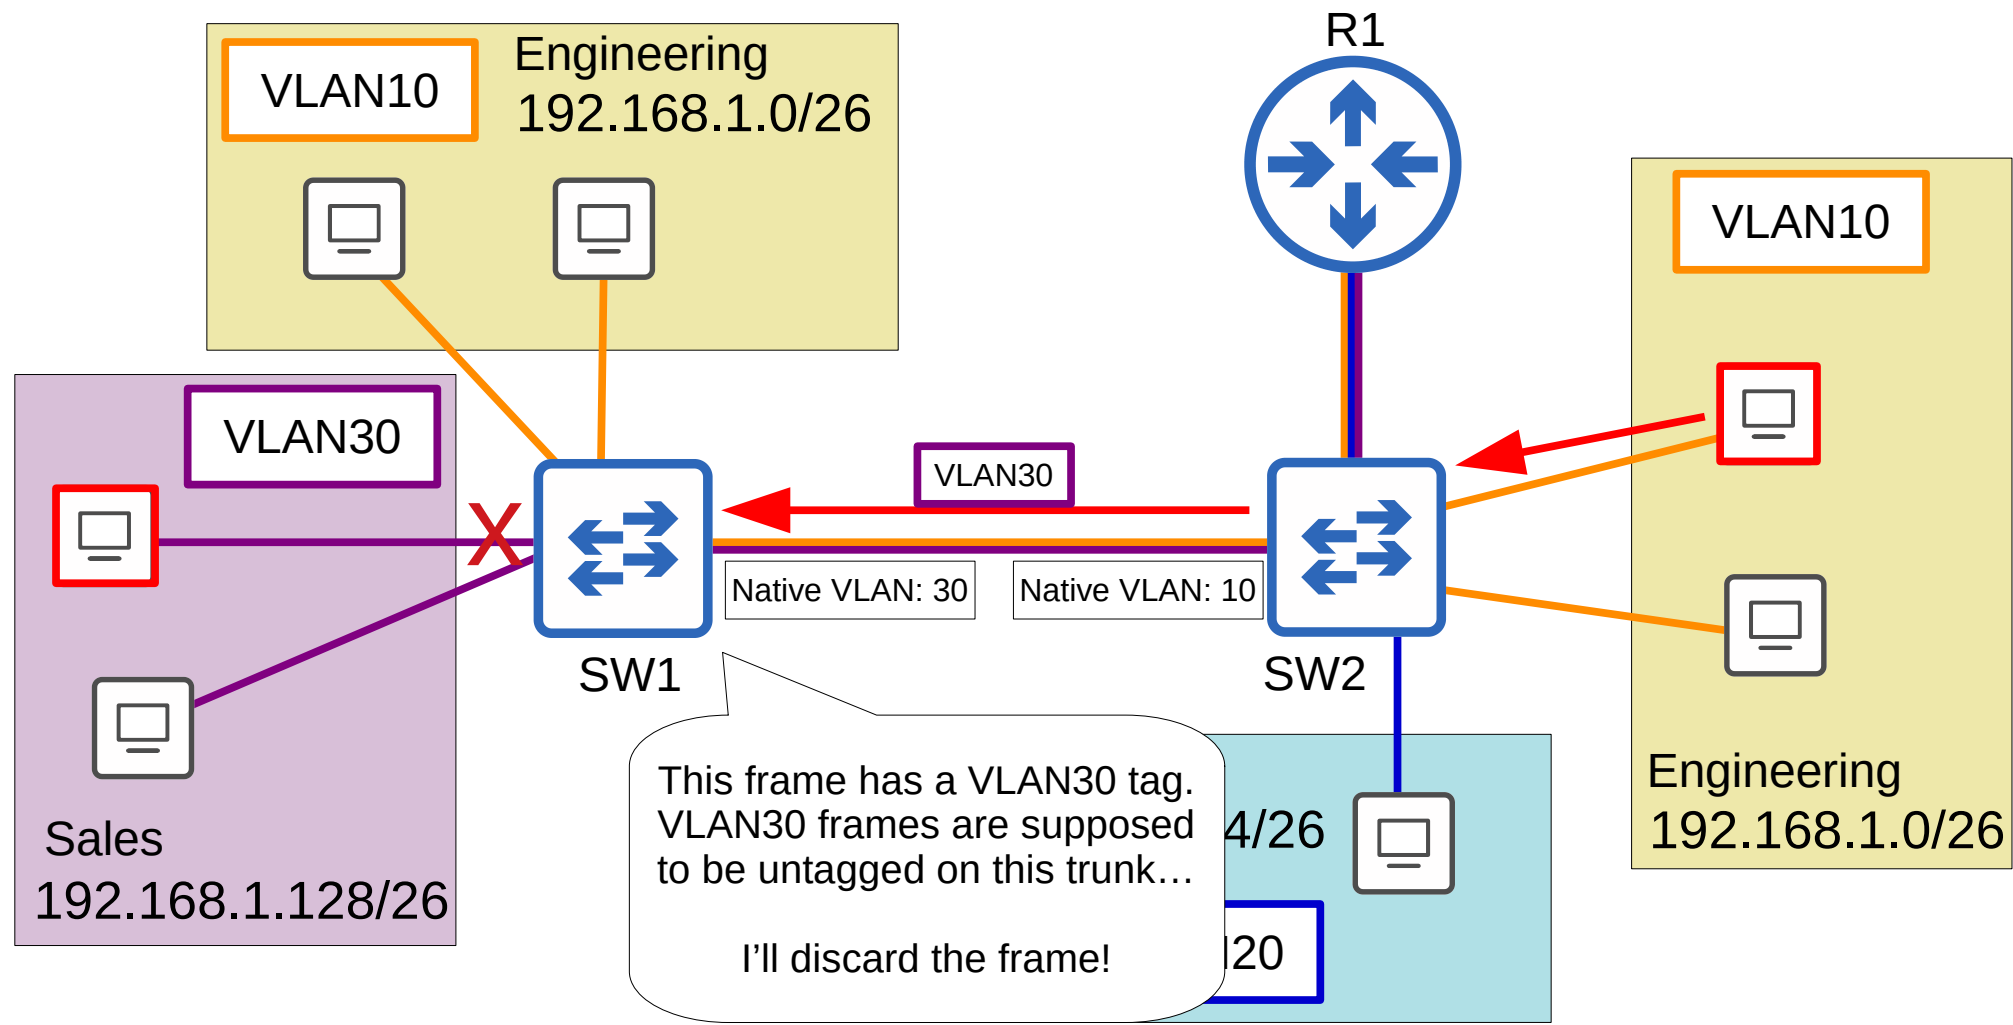 R1
Engineering
VLAN10
192.168.1.0/26
VLAN10
VLAN30
VLAN30
X
Native VLAN: 30
Native VLAN: 10
SW1
SW2
This frame has a VLAN30 tag.
VLAN30 frames are supposed
to be untagged on this trunk…
I’ll discard the frame!
Engineering
192.168.1.0/26
Sales
192.168.1.128/26
4/26
20